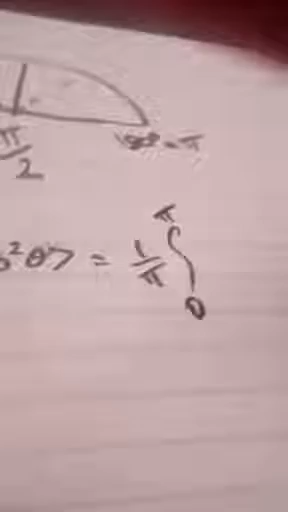 π/2
180° = π
²θ> = 1/π ∫₀^π